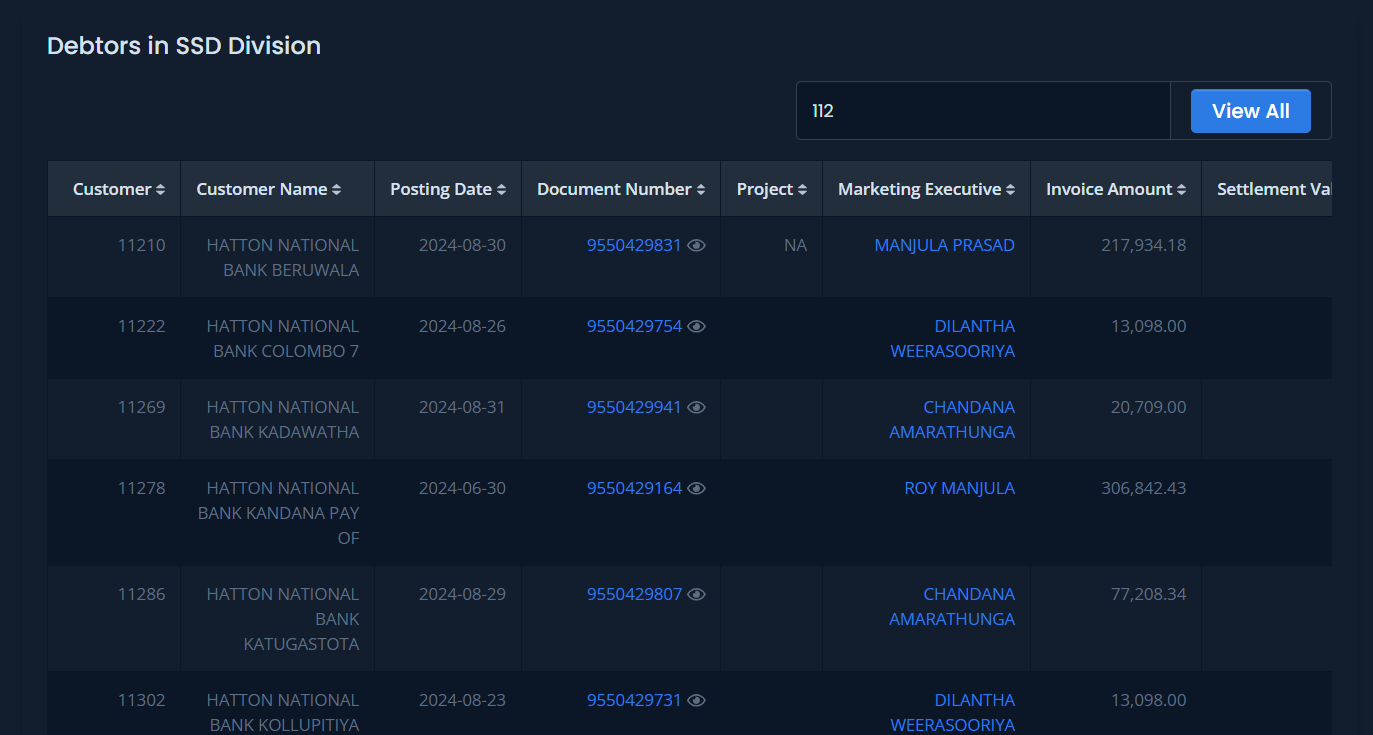 Debtors in SSD Division
112
View All
Customer Customer Name Posting Date Document Number Project Marketing Executive Invoice Amount Settlement Val
11210 HATTON NATIONAL 2024-08-30 9550429831 NA MANJULA PRASAD 217,934.18
BANK BERUWALA
11222 HATTON NATIONAL 2024-08-26 9550429754 DILANTHA 13,098.00
BANK COLOMBO 7 WEERASOORIYA
11269 HATTON NATIONAL 2024-08-31 9550429941 CHANDANA 20,709.00
BANK KADAWATHA AMARATHUNGA
11278 HATTON NATIONAL 2024-06-30 9550429164 ROY MANJULA 306,842.43
BANK KANDANA PAY
OF
11286 HATTON NATIONAL 2024-08-29 9550429807 CHANDANA 77,208.34
BANK AMARATHUNGA
KATUGASTOTA
11302 HATTON NATIONAL 2024-08-23 9550429731 DILANTHA 13,098.00
BANK KOLLUPITIYA WEERASOORIYA